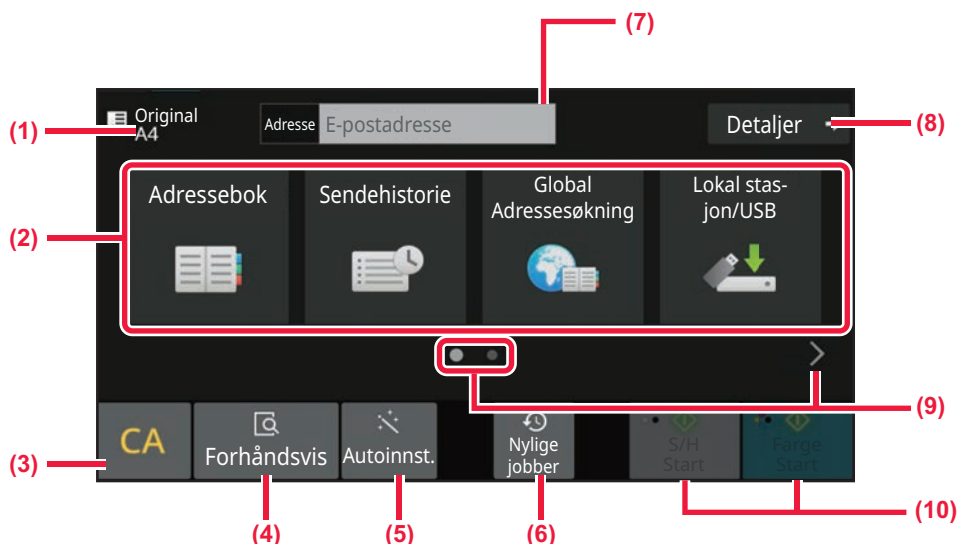 (7)
Original
A4
Adresse E-postadresse
Detaljer
(1)
(8)
Adressebok
Sendehistorie
Global
Adressesøkning
Lokal stas-
jon/USB
(2)
(9)
CA
Forhåndsvis
Autoinnst.
Nylige
jobber
S/H
Start
Farge
Start
(3)
(4)
(5)
(6)
(10)